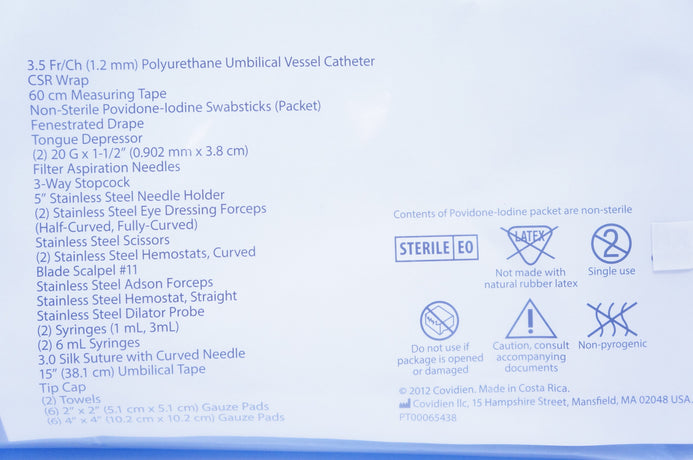 3.5 Fr/Ch (1.2 mm) Polyurethane Umbilical Vessel Catheter
CSR Wrap
60 cm Measuring Tape
Non-Sterile Povidone-Iodine Swabsticks (Packet)
Fenestrated Drape
Tongue Depressor
(2) 20 G x 1-1/2" (0.902 mm x 3.8 cm)
Filter Aspiration Needles
3-Way Stopcock
5" Stainless Steel Needle Holder
(2) Stainless Steel Eye Dressing Forceps
(Half-Curved, Fully-Curved)
Stainless Steel Scissors
(2) Stainless Steel Hemostats, Curved
Blade Scalpel #11
Stainless Steel Adson Forceps
Stainless Steel Hemostat, Straight
Stainless Steel Dilator Probe
(2) Syringes (1 mL, 3mL)
(2) 6 mL Syringes
3.0 Silk Suture with Curved Needle
15" (38.1 cm) Umbilical Tape
Tip Cap
(2) Towels
(6) 2" x 2" (5.1 cm x 5.1 cm) Gauze Pads
(6) 4" x 4" (10.2 cm x 10.2 cm) Gauze Pads
Contents of Povidone-Iodine packet are non-sterile
STERILE EO
LATEX
2
Not made with
natural rubber latex
Single use
Do not use if
package is opened
or damaged
!
Caution, consult
accompanying
documents
Non-pyrogenic
© 2012 Covidien. Made in Costa Rica.
Covidien llc, 15 Hampshire Street, Mansfield, MA 02048 USA.
PT00065438